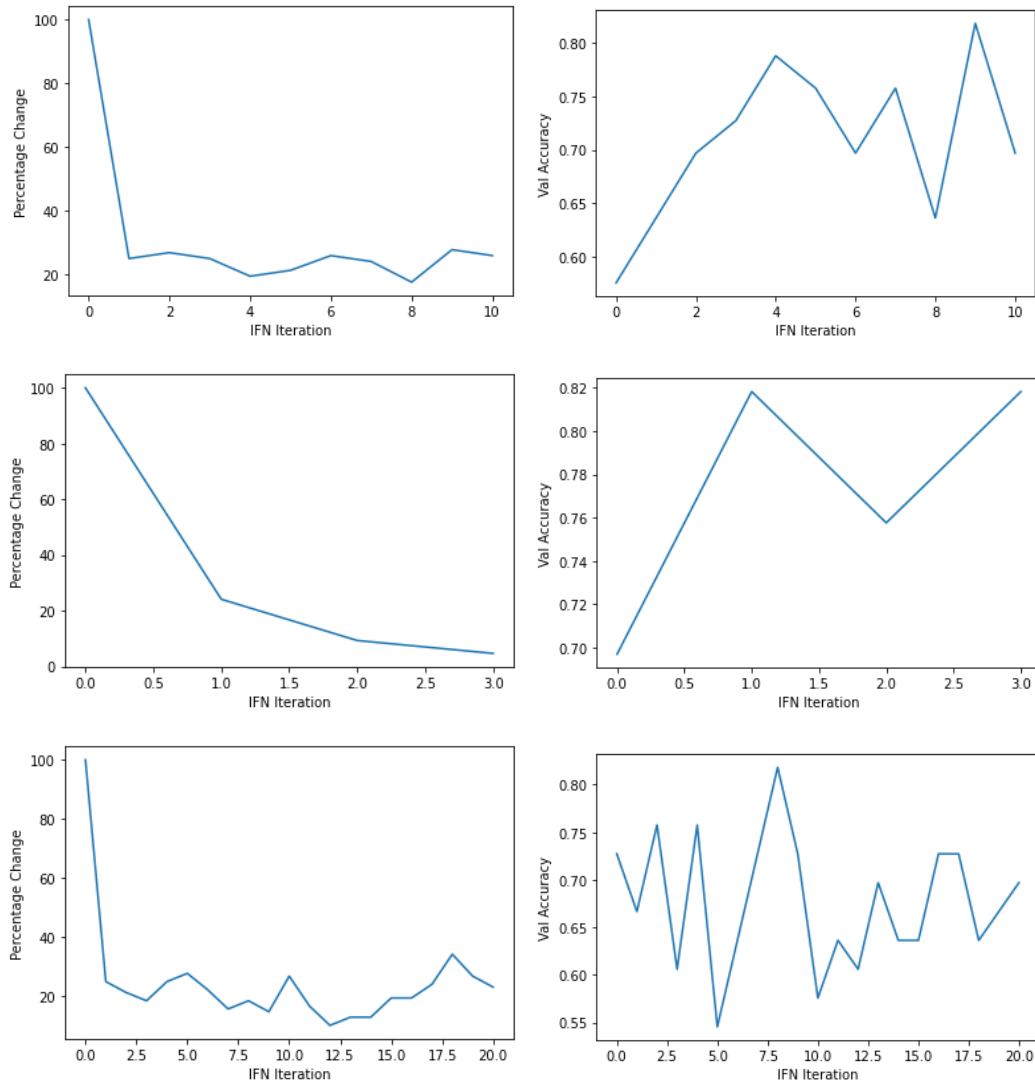 Percentage Change
100
80
60
40
20
0 2 4 6 8 10
IFN Iteration
Val Accuracy
0.80
0.75
0.70
0.65
0.60
0 2 4 6 8 10
IFN Iteration
Percentage Change
100
80
60
40
20
0
0.0 0.5 1.0 1.5 2.0 2.5 3.0
IFN Iteration
Val Accuracy
0.82
0.80
0.78
0.76
0.74
0.72
0.70
0.0 0.5 1.0 1.5 2.0 2.5 3.0
IFN Iteration
Percentage Change
100
80
60
40
20
0.0 2.5 5.0 7.5 10.0 12.5 15.0 17.5 20.0
IFN Iteration
Val Accuracy
0.80
0.75
0.70
0.65
0.60
0.55
0.0 2.5 5.0 7.5 10.0 12.5 15.0 17.5 20.0
IFN Iteration